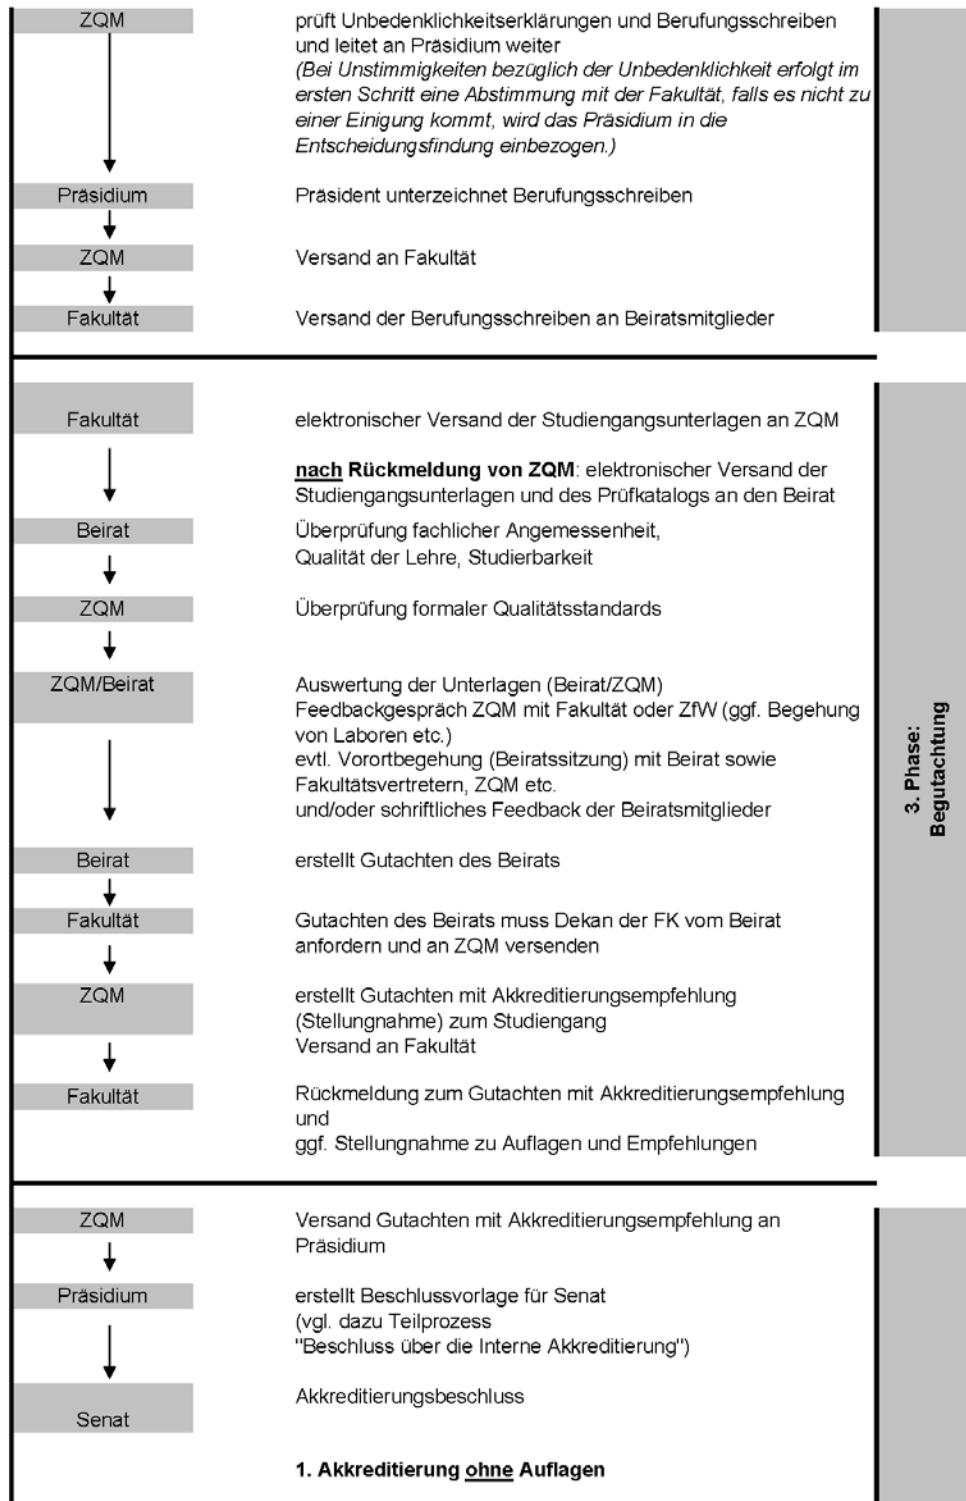 ZQM prüft Unbedenklichkeitserklärungen und Berufungsschreiben
und leitet an Präsidium weiter
(Bei Unstimmigkeiten bezüglich der Unbedenklichkeit erfolgt im
ersten Schritt eine Abstimmung mit der Fakultät, falls es nicht zu
einer Einigung kommt, wird das Präsidium in die
Entscheidungsfindung einbezogen.)
Präsidium Präsident unterzeichnet Berufungsschreiben
ZQM Versand an Fakultät
Fakultät Versand der Berufungsschreiben an Beiratsmitglieder
Fakultät elektronischer Versand der Studiengangsunterlagen an ZQM
nach Rückmeldung von ZQM: elektronischer Versand der
Studiengangsunterlagen und des Prüfkatalogs an den Beirat
Beirat Überprüfung fachlicher Angemessenheit,
Qualität der Lehre, Studierbarkeit
ZQM Überprüfung formaler Qualitätsstandards
ZQM/Beirat Auswertung der Unterlagen (Beirat/ZQM)
Feedbackgespräch ZQM mit Fakultät oder ZfW (ggf. Begehung
von Laboren etc.)
evtl. Vorortbegehung (Beiratssitzung) mit Beirat sowie
Fakultätsvertretern, ZQM etc.
und/oder schriftliches Feedback der Beiratsmitglieder
3. Phase:
Begutachtung
Beirat erstellt Gutachten des Beirats
Fakultät Gutachten des Beirats muss Dekan der FK vom Beirat
anfordern und an ZQM versenden
ZQM erstellt Gutachten mit Akkreditierungsempfehlung
(Stellungnahme) zum Studiengang
Versand an Fakultät
Fakultät Rückmeldung zum Gutachten mit Akkreditierungsempfehlung
und
ggf. Stellungnahme zu Auflagen und Empfehlungen
ZQM Versand Gutachten mit Akkreditierungsempfehlung an
Präsidium
Präsidium erstellt Beschlussvorlage für Senat
(vgl. dazu Teilprozess
"Beschluss über die Interne Akkreditierung")
Akkreditierungsbeschluss
Senat
1. Akkreditierung ohne Auflagen